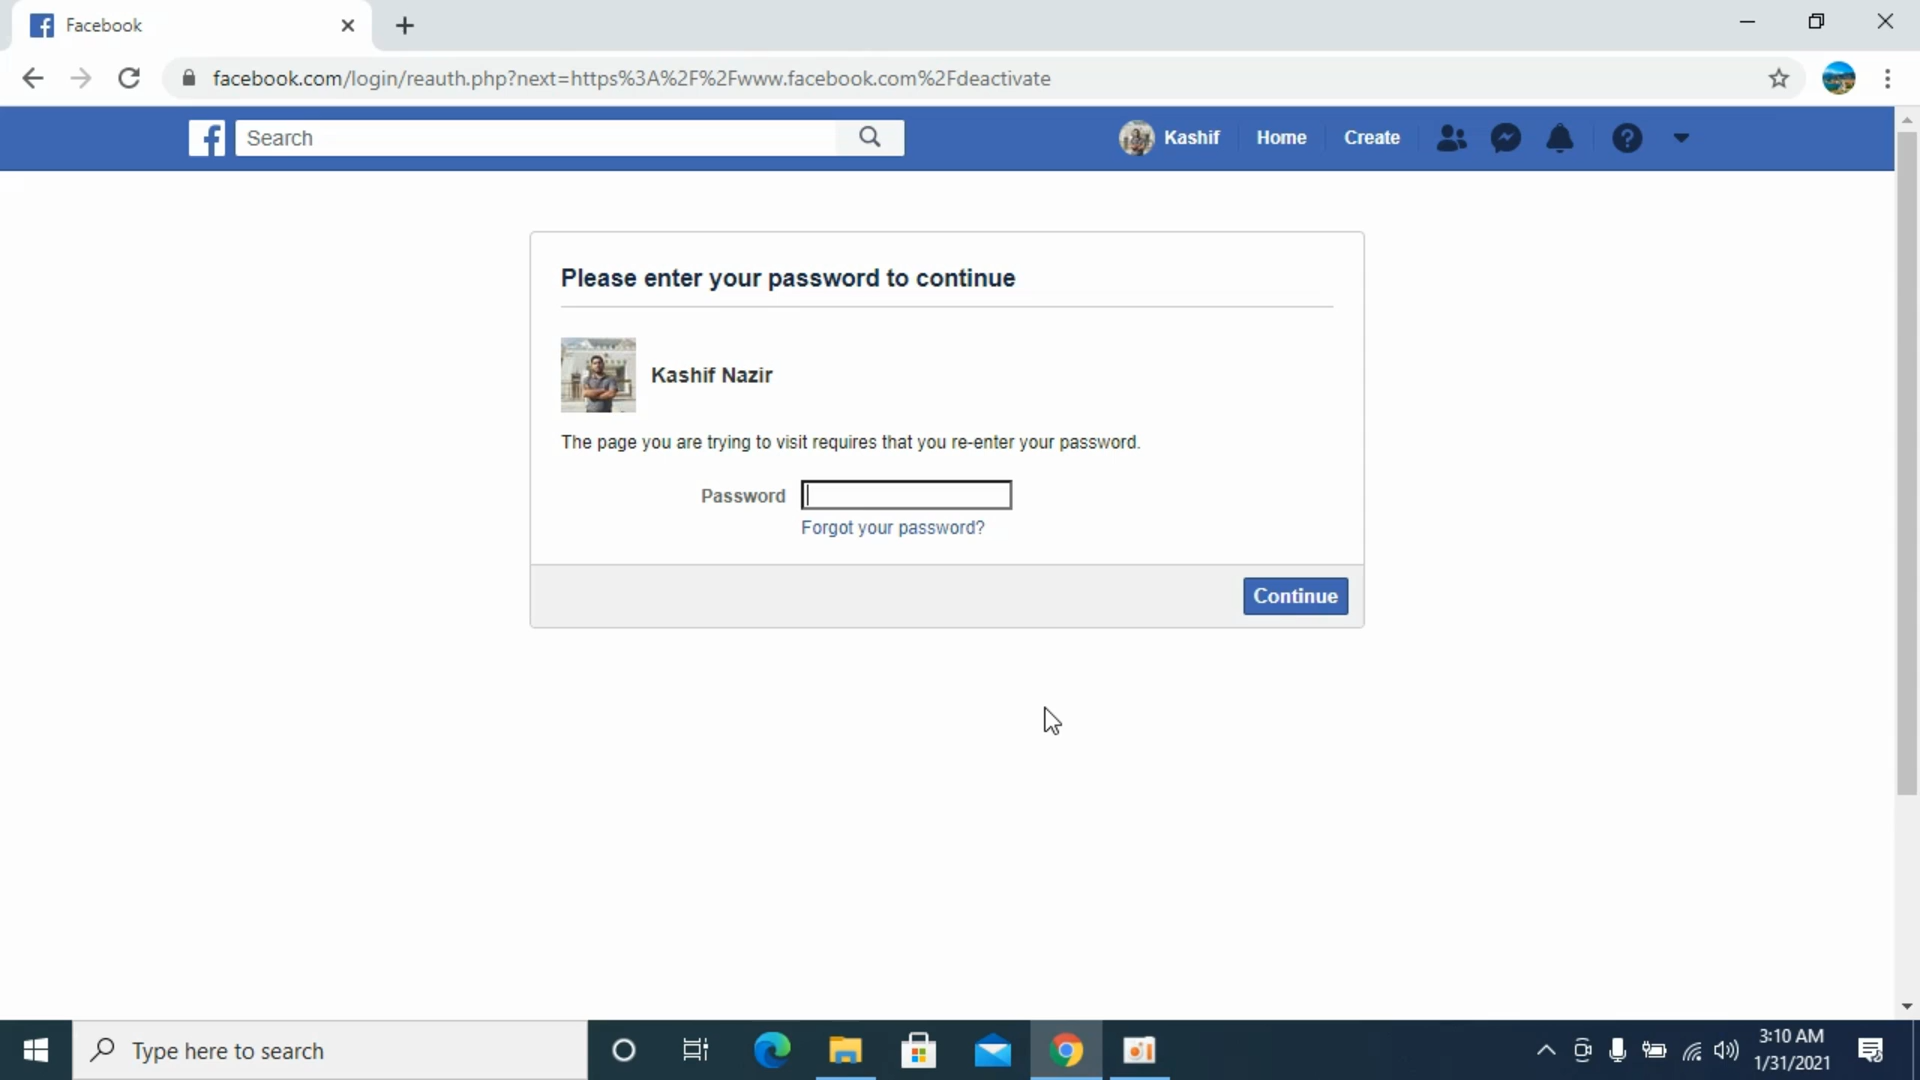 Facebook
facebook.com/login/reauth.php?next=https%3A%2F%2Fwww.facebook.com%2Fdeactivate
Search
Kashif
Home
Create
Please enter your password to continue
Kashif Nazir
The page you are trying to visit requires that you re-enter your password.
Password
Forgot your password?
Continue
Type here to search
3:10 AM
1/31/2021